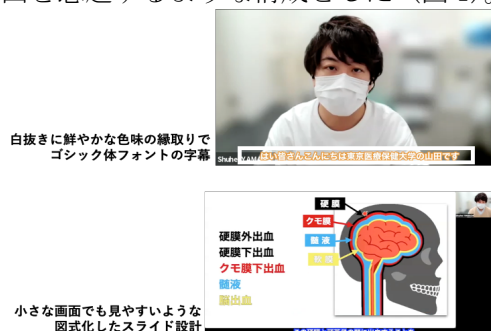 白抜きに鮮やかな色味の縁取りで
ゴシック体フォントの字幕
はい皆さんこんにちは東京医療保健大学の山田です
硬膜
クモ膜
髄液
硬膜外出血
硬膜下出血
クモ膜下出血
髄液
脳出血
小さな画面でも見やすいような
図式化したスライド設計